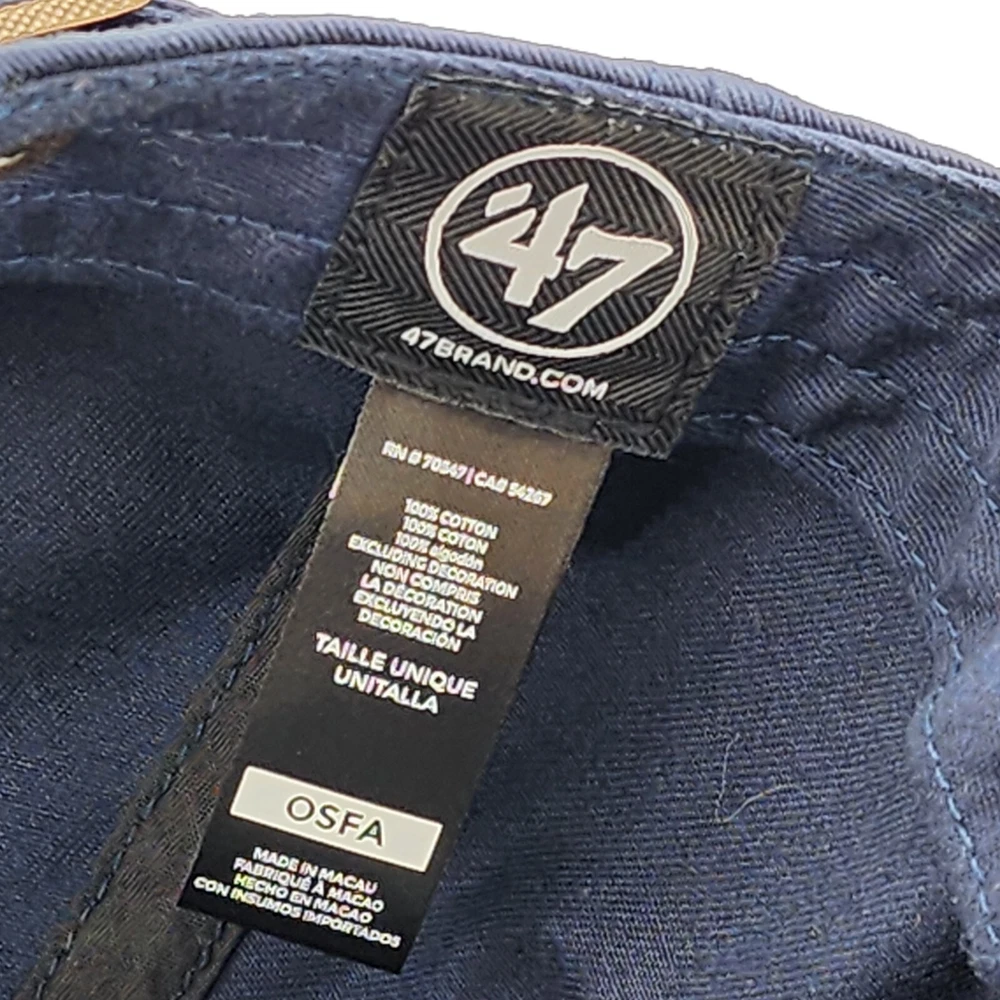 '47
47BRAND.COM
RN # 70347 | CA# 54267
100% COTTON
100% COTON
100% algodón
EXCLUDING DECORATION
NON COMPRIS
LA DÉCORATION
EXCLUYENDO LA
DECORACIÓN
TAILLE UNIQUE
UNITALLA
OSFA
MADE IN MACAU
FABRIQUÉ À MACAO
HECHO EN MACAO
CON INSUMOS IMPORTADOS